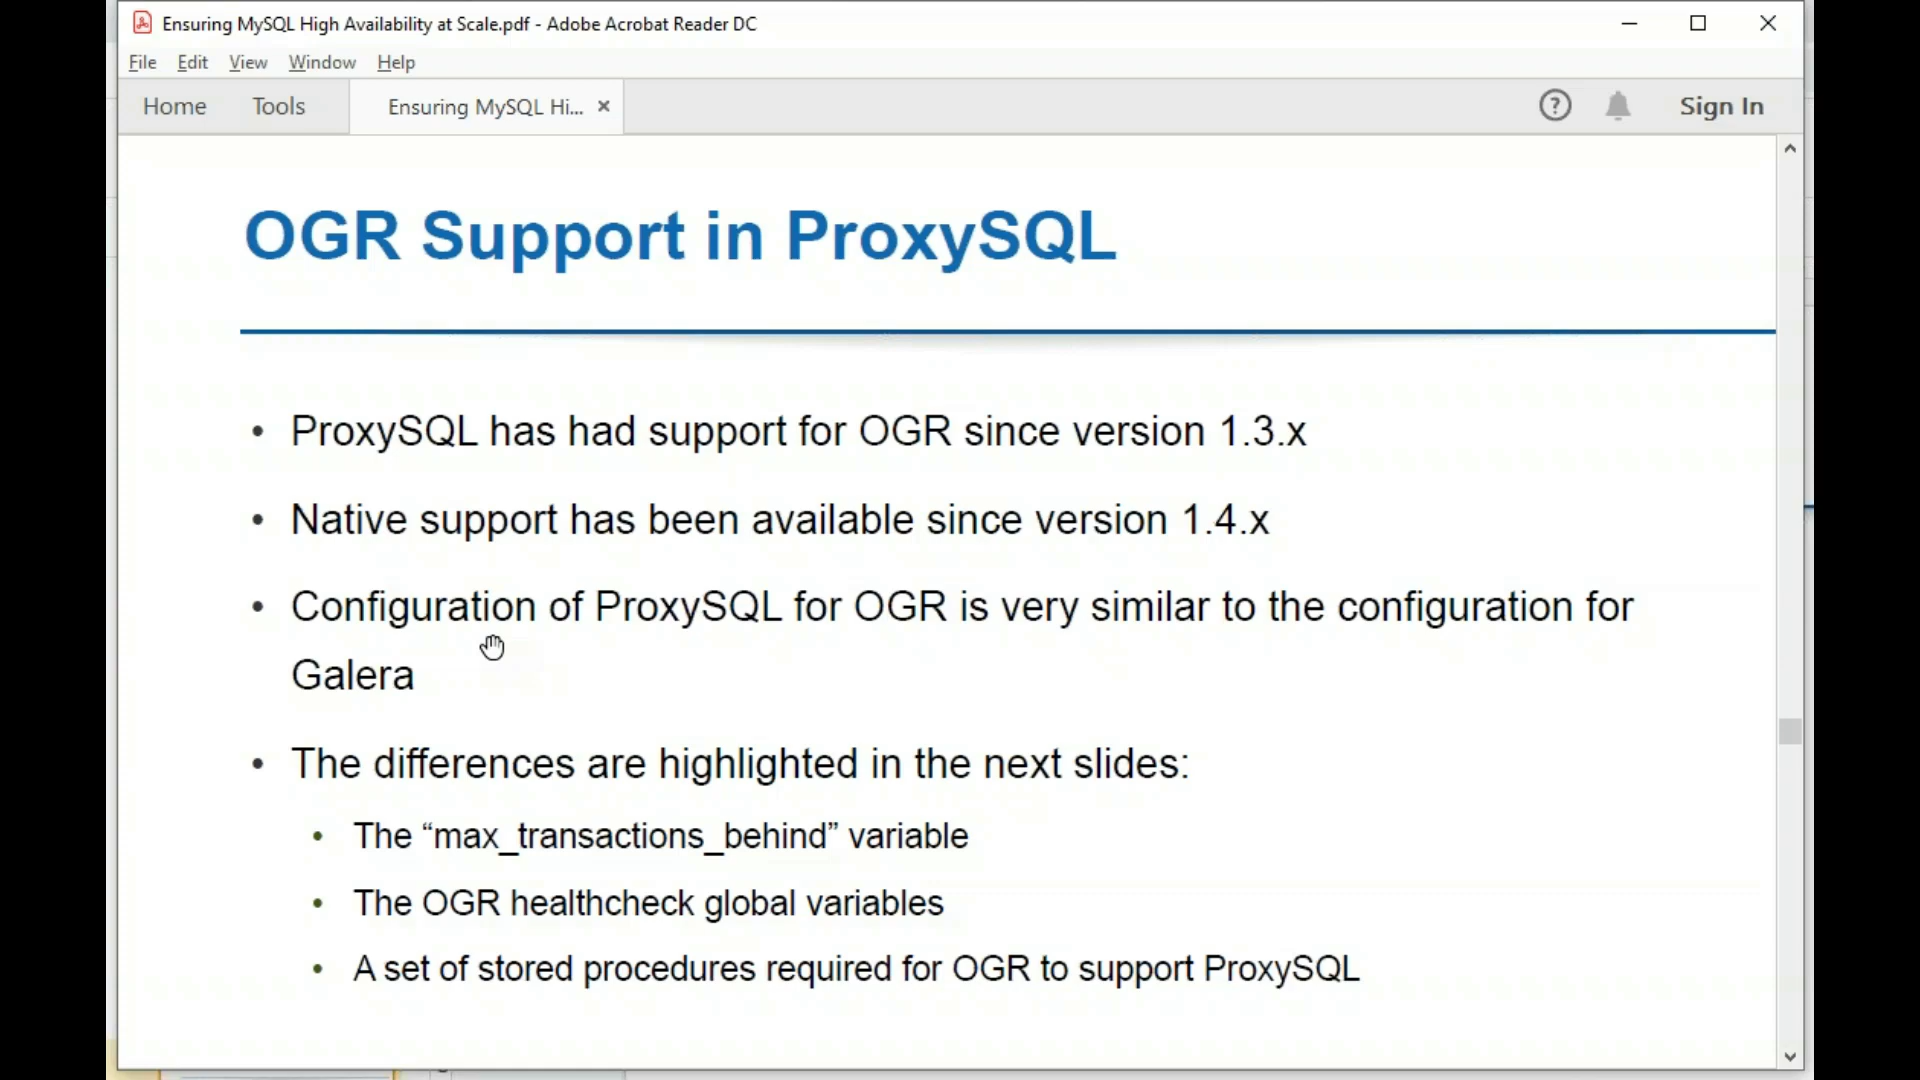 Ensuring MySQL High Availability at Scale.pdf - Adobe Acrobat Reader DC
File Edit View Window Help
Home Tools Ensuring MySQL Hi... Sign In
OGR Support in ProxySQL
• ProxySQL has had support for OGR since version 1.3.x
• Native support has been available since version 1.4.x
• Configuration of ProxySQL for OGR is very similar to the configuration for
Galera
• The differences are highlighted in the next slides:
• The “max_transactions_behind” variable
• The OGR healthcheck global variables
• A set of stored procedures required for OGR to support ProxySQL